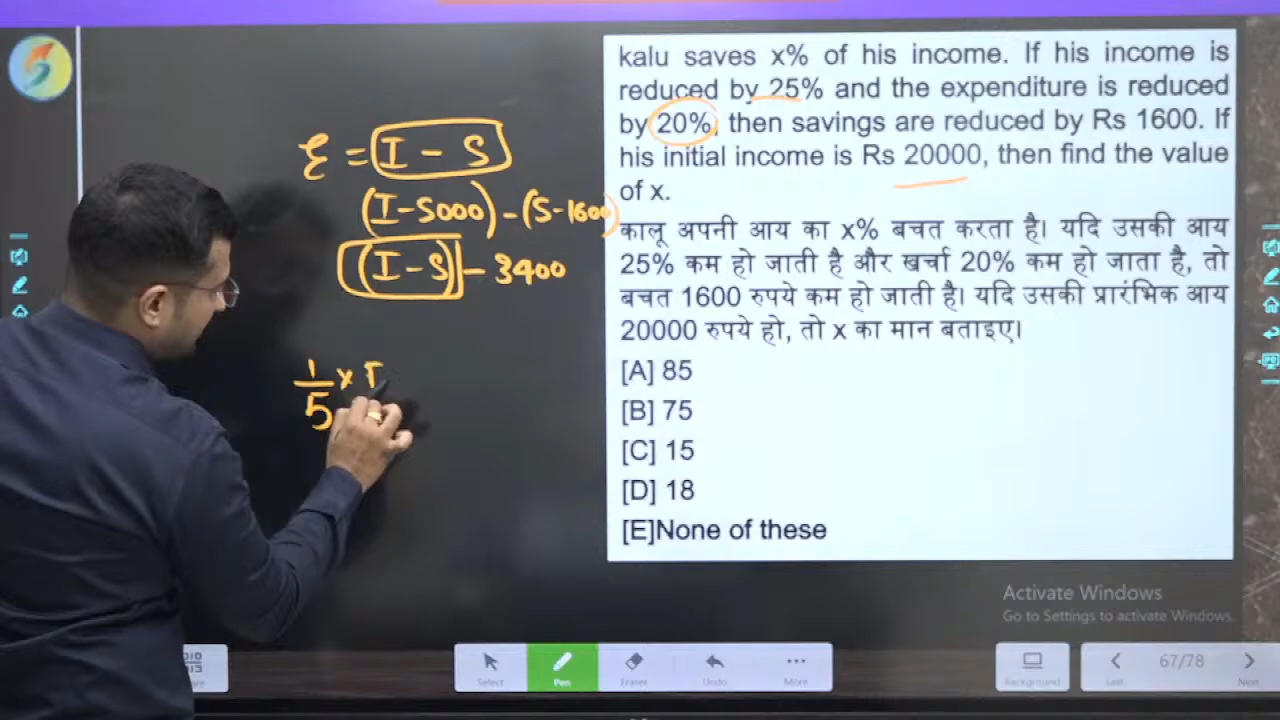 kalu saves x% of his income. If his income is
reduced by 25% and the expenditure is reduced
by 20%, then savings are reduced by Rs 1600. If
his initial income is Rs 20000, then find the value
of x.
कालू अपनी आय का x% बचत करता है। यदि उसकी आय
25% कम हो जाती है और खर्चा 20% कम हो जाता है, तो
बचत 1600 रुपये कम हो जाती है। यदि उसकी प्रारंभिक आय
20000 रुपये हो, तो x का मान बताइए।
[A] 85
[B] 75
[C] 15
[D] 18
[E]None of these
E = I - S
(I-5000) - (S-1600)
(I-S) - 3400
1/5 x
Activate Windows
Go to Settings to activate Windows.
Select
Pen
Eraser
Undo
More
Background
Last
67/78
Next